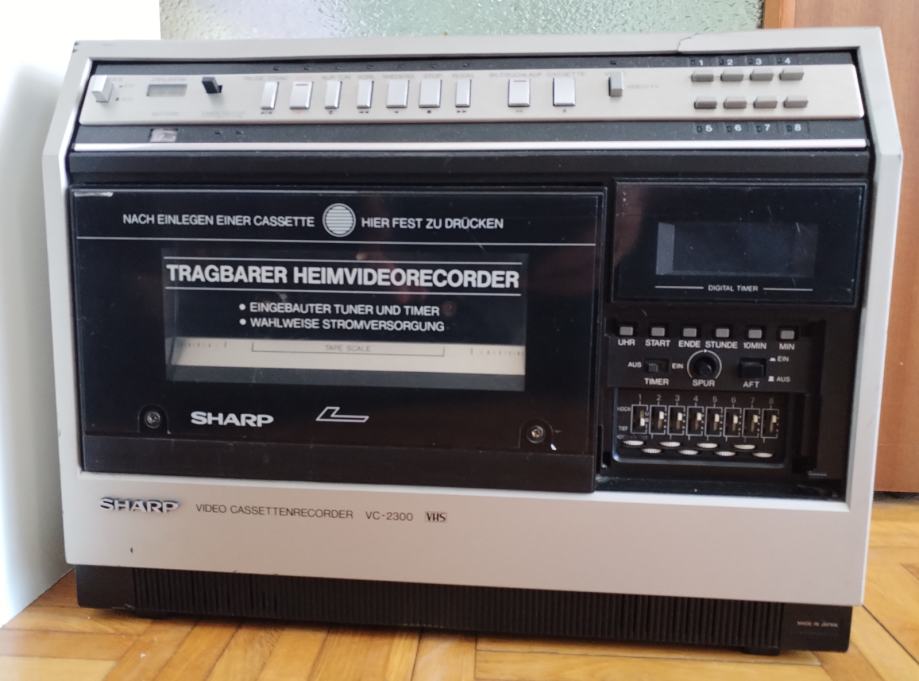 1 2 3 4
5 6 7 8
NACH EINLEGEN EINER CASSETTE HIER FEST ZU DRÜCKEN
TRAGBARER HEIMVIDEORECORDER
• EINGEBAUTER TUNER UND TIMER
• WAHLWEISE STROMVERSORGUNG
TAPE SCALE
SHARP L
DIGITAL TIMER
UHR START ENDE STUNDE 10MIN MIN
AUS EIN EIN
TIMER SPUR AFT AUS
1 2 3 4 5 6 7 8
HOCH
TIEF
SHARP VIDEO CASSETTENRECORDER VC-2300 VHS
MADE IN JAPAN